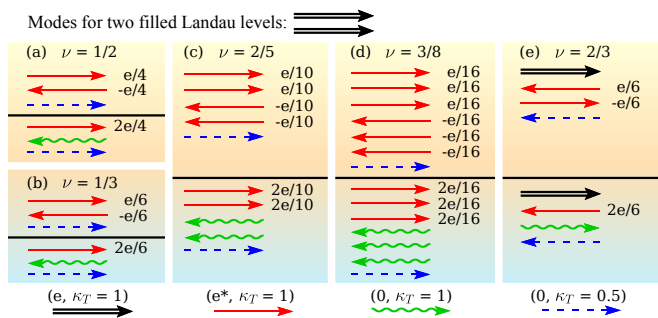 Modes for two filled Landau levels:
(a) ν = 1/2
e/4
-e/4
2e/4
(b) ν = 1/3
e/6
-e/6
2e/6
(c) ν = 2/5
e/10
e/10
-e/10
-e/10
2e/10
2e/10
(d) ν = 3/8
e/16
e/16
e/16
-e/16
-e/16
-e/16
2e/16
2e/16
2e/16
(e) ν = 2/3
e/6
-e/6
2e/6
(e, κ_T = 1) (e*, κ_T = 1) (0, κ_T = 1) (0, κ_T = 0.5)